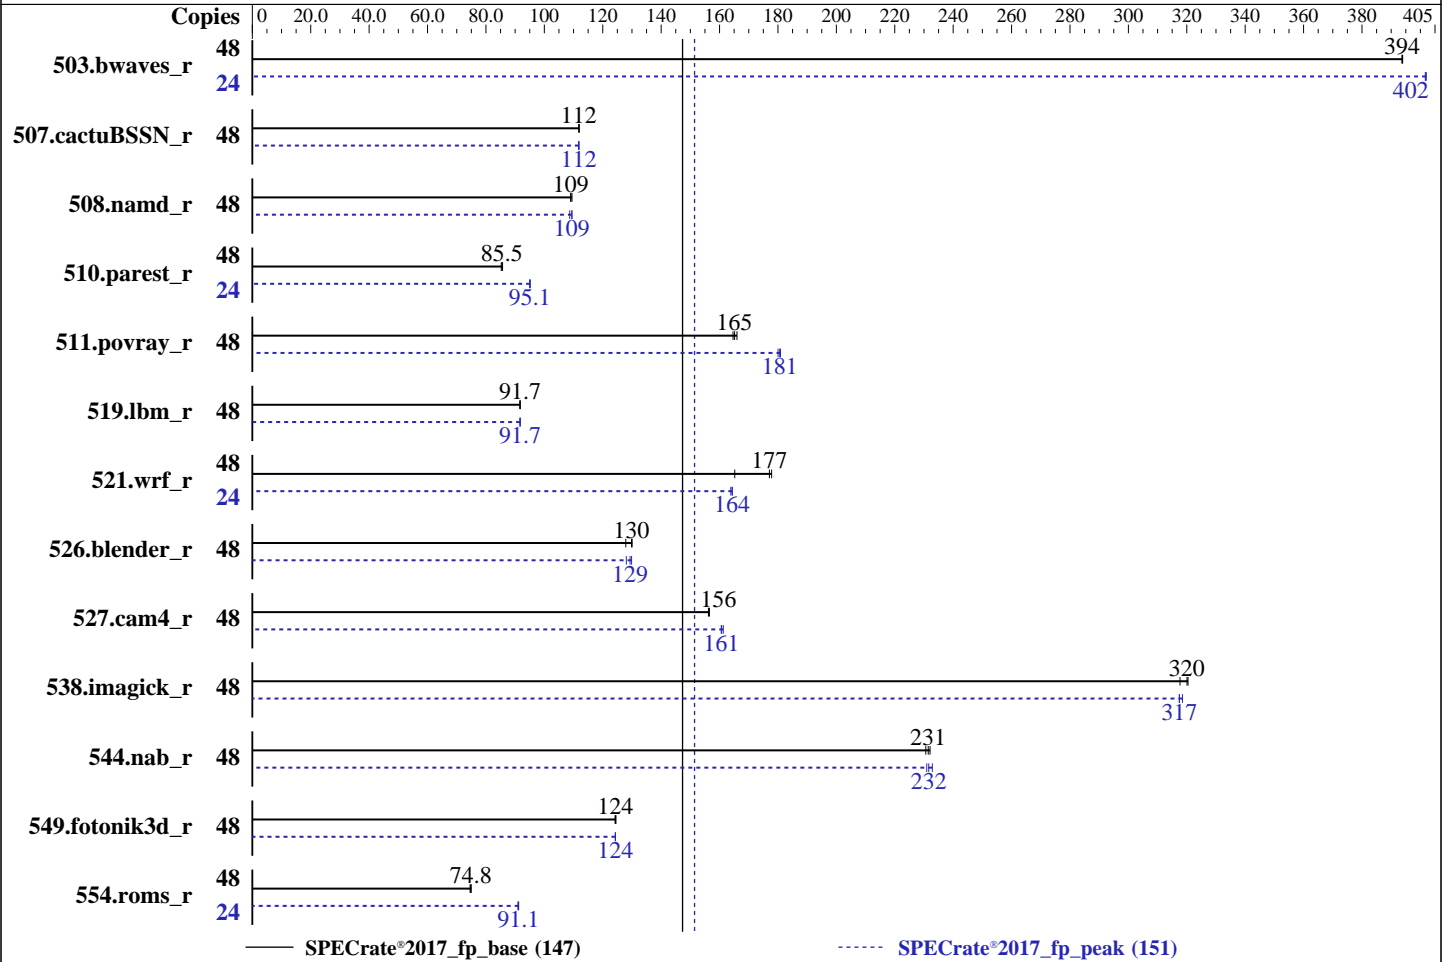 Copies 0 20.0 40.0 60.0 80.0 100 120 140 160 180 200 220 240 260 280 300 320 340 360 380 405
503.bwaves_r 48 394
24 402
507.cactuBSSN_r 48 112
112
508.namd_r 48 109
109
510.parest_r 48 85.5
24 95.1
511.povray_r 48 165
181
519.lbm_r 48 91.7
91.7
521.wrf_r 48 177
24 164
526.blender_r 48 130
129
527.cam4_r 48 156
161
538.imagick_r 48 320
317
544.nab_r 48 231
232
549.fotonik3d_r 48 124
124
554.roms_r 48 74.8
24 91.1
SPECrate®2017_fp_base (147) SPECrate®2017_fp_peak (151)